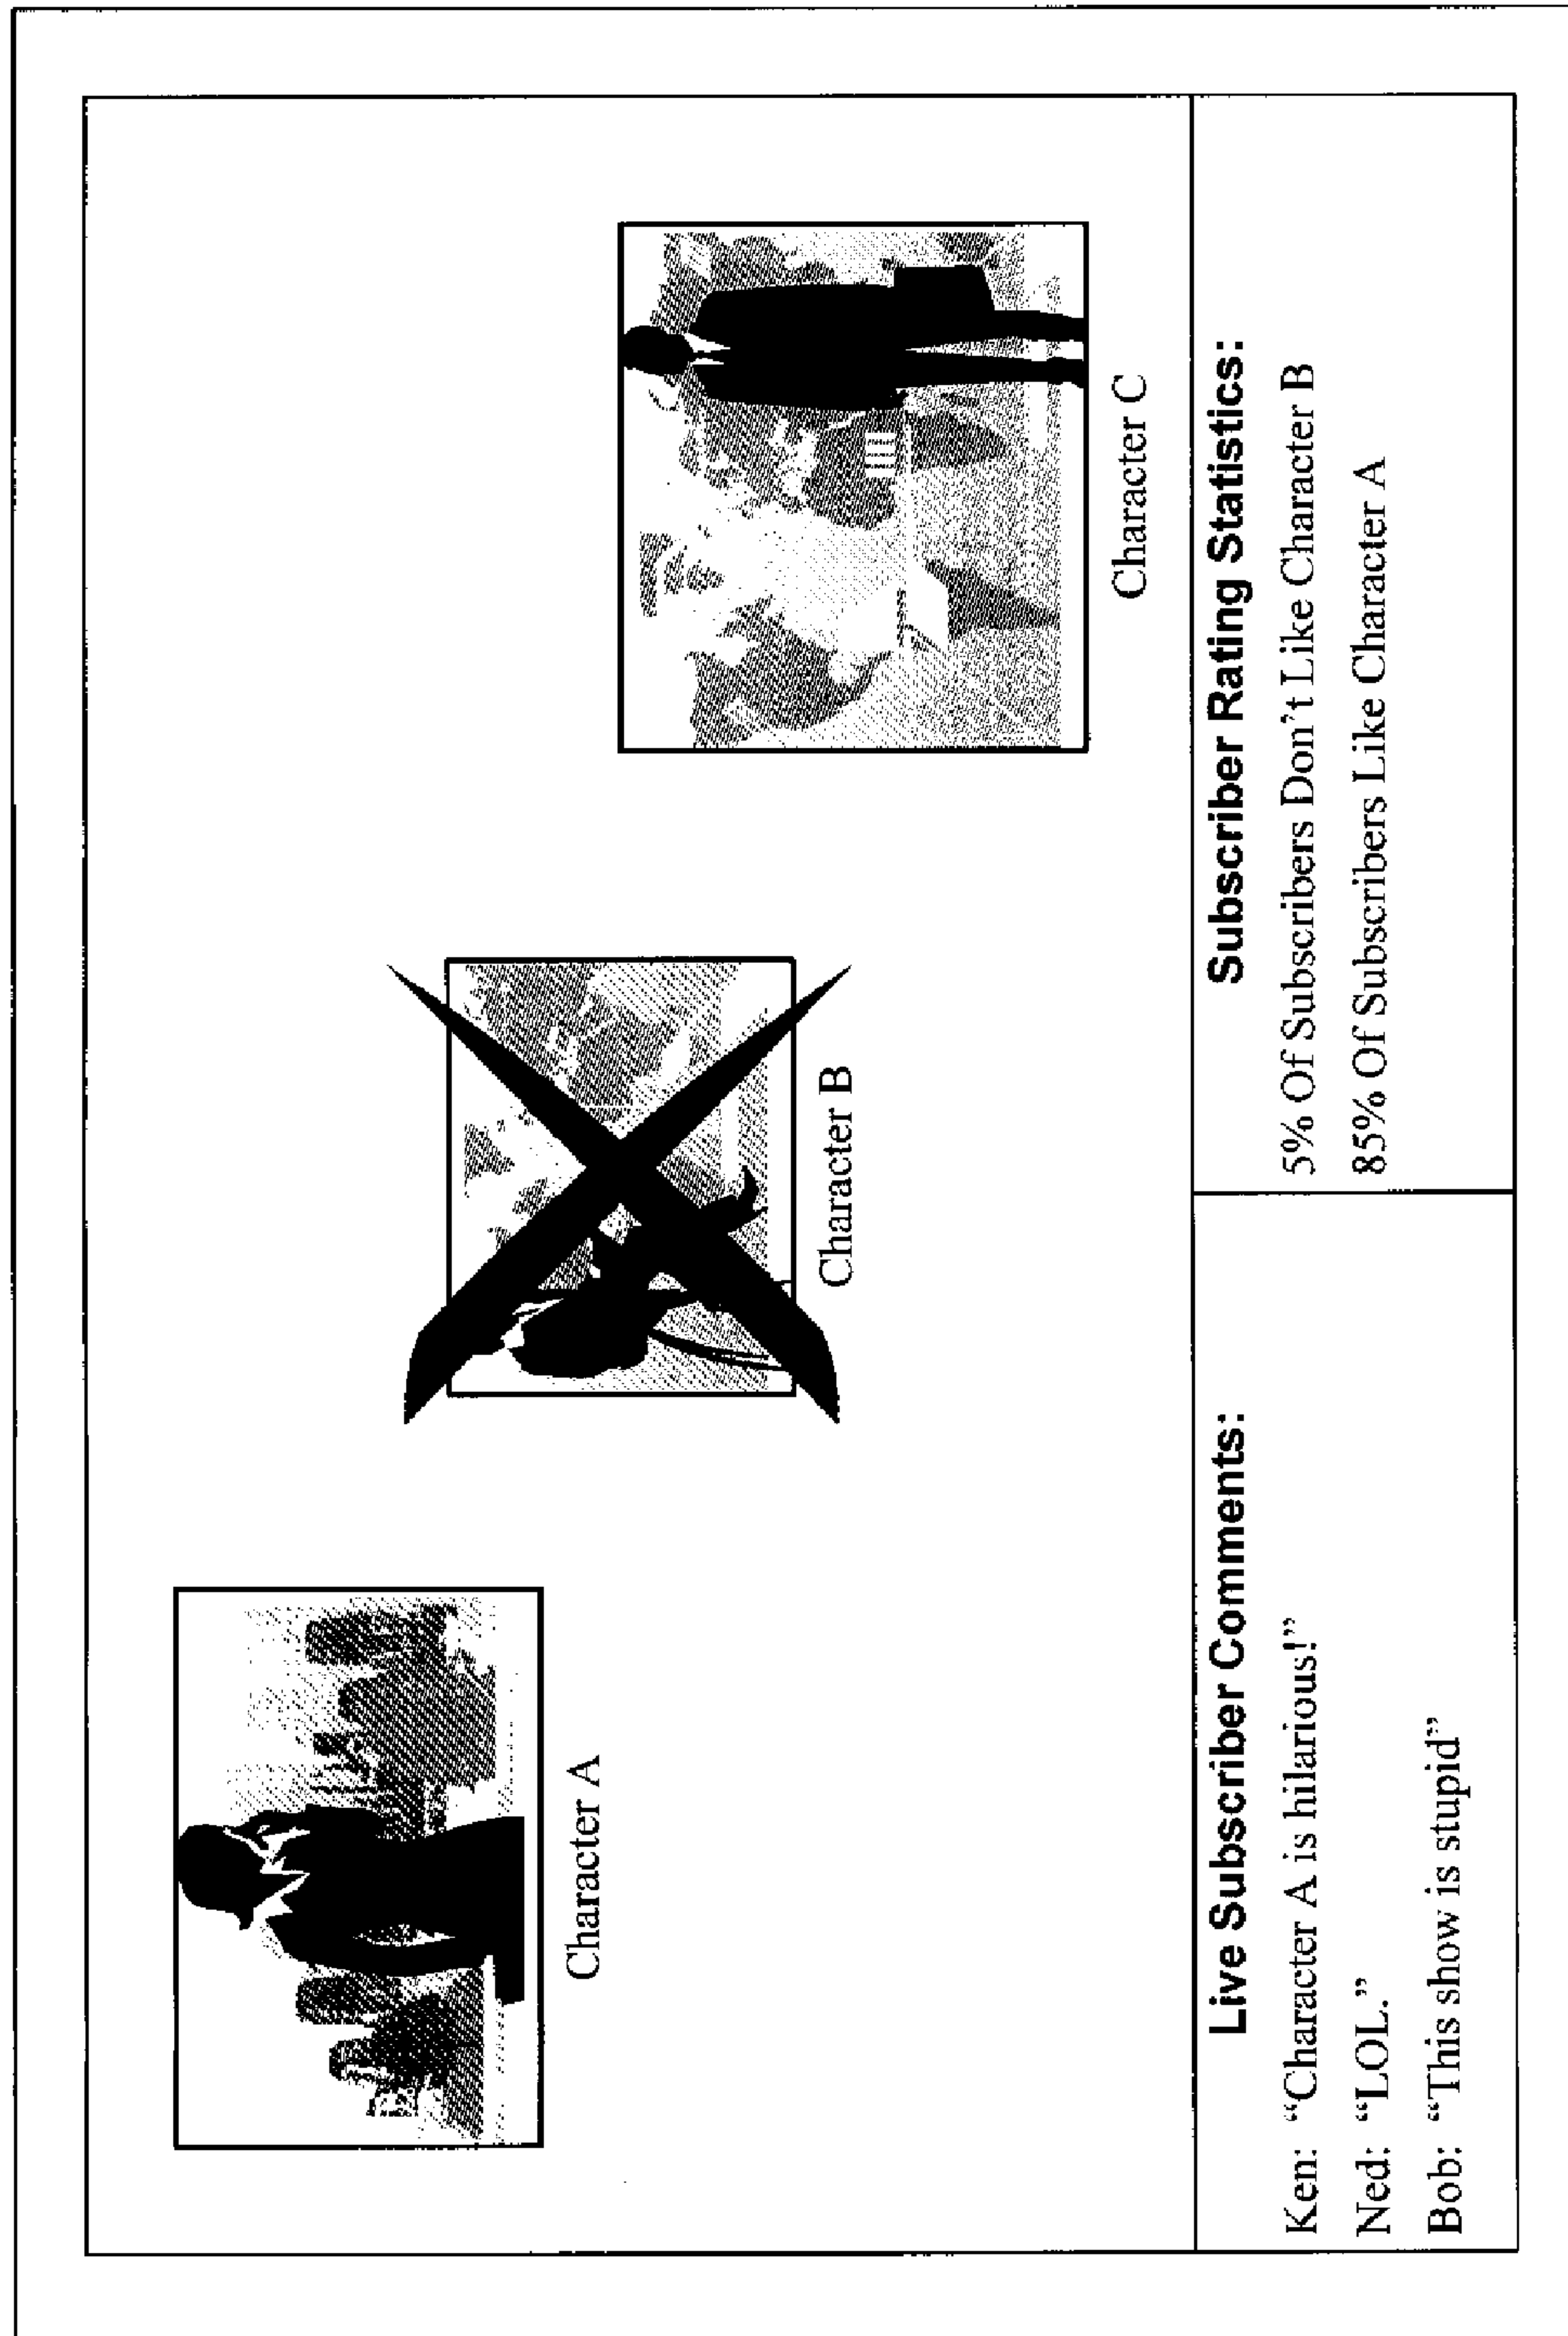 Character A
Character B
Character C
Live Subscriber Comments:
Ken: “Character A is hilarious!”
Ned: “LOL.”
Bob: “This show is stupid”
Subscriber Rating Statistics:
5% Of Subscribers Don’t Like Character B
85% Of Subscribers Like Character A